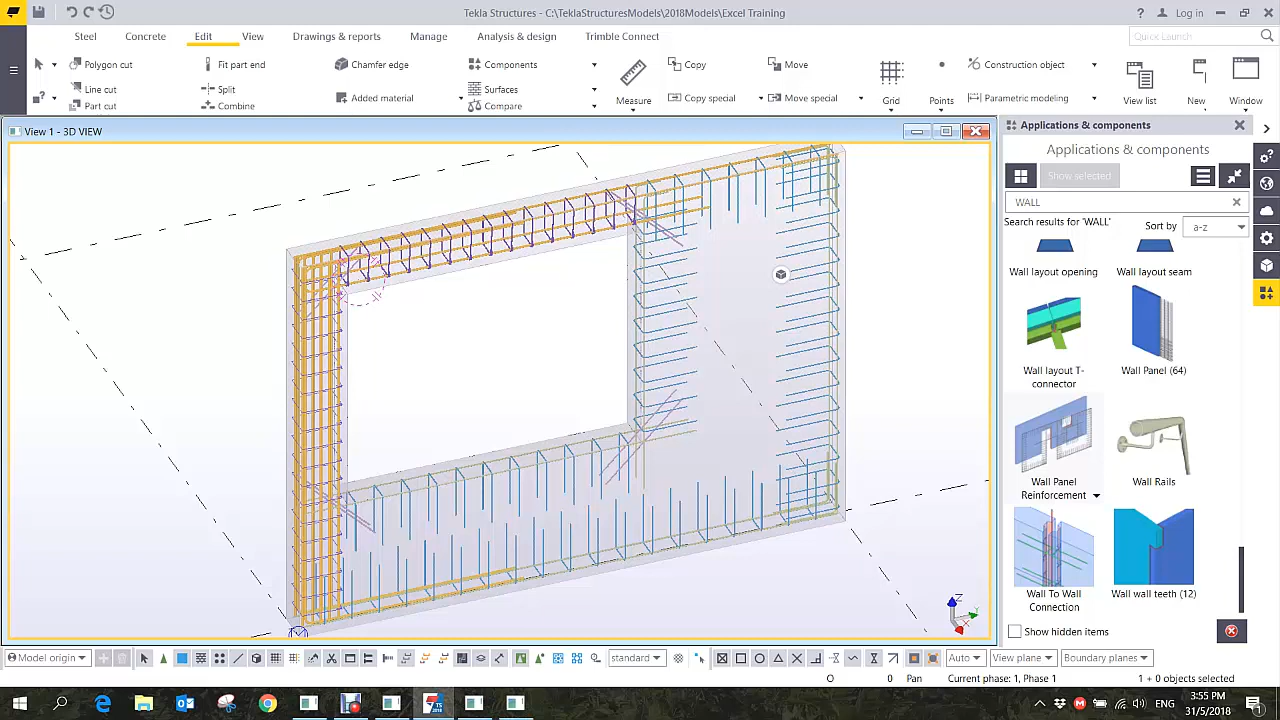 Tekla Structures - C:\TeklaStructuresModels\2018Models\Excel Training
Log in
Steel
Concrete
Edit
View
Drawings & reports
Manage
Analysis & design
Trimble Connect
Quick Launch
Polygon cut
Fit part end
Chamfer edge
Components
Copy
Move
Construction object
Line cut
Split
Surfaces
Part cut
Combine
Added material
Compare
Measure
Copy special
Move special
Grid
Points
Parametric modeling
View list
New
Window
View 1 - 3D VIEW
Applications & components
Applications & components
Show selected
WALL
Search results for 'WALL'
Sort by
a-z
Wall layout opening
Wall layout seam
Wall layout T-
connector
Wall Panel (64)
Wall Panel
Reinforcement
Wall Rails
Wall To Wall
Connection
Wall wall teeth (12)
Show hidden items
Z
Model origin
standard
Auto
View plane
Boundary planes
O
0
Pan
Current phase: 1, Phase 1
1 + 0 objects selected
3:55 PM
ENG
31/5/2018